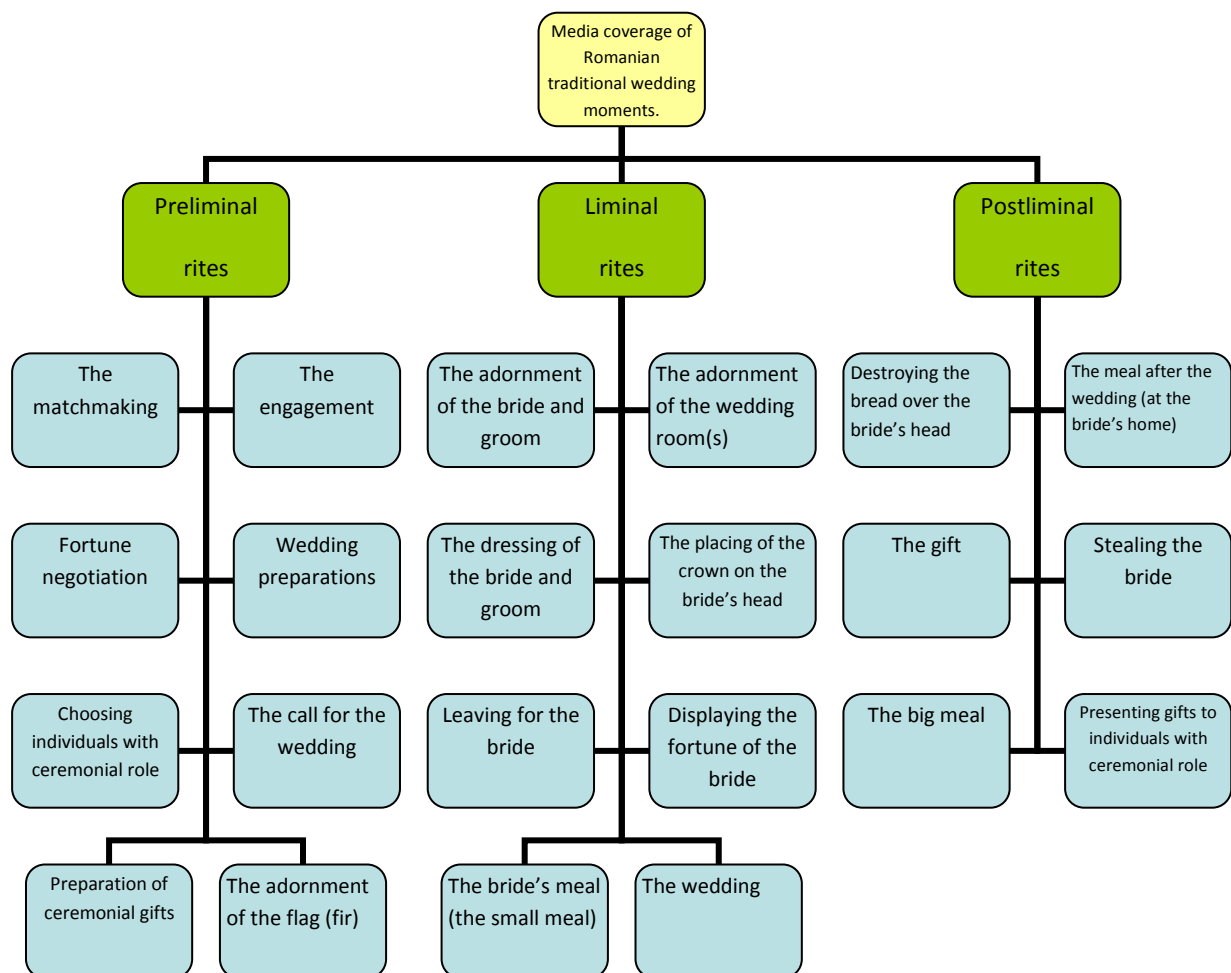 Media coverage of
Romanian
traditional wedding
moments.
Preliminal
rites
Liminal
rites
Postliminal
rites
The
matchmaking
The
engagement
Fortune
negotiation
Wedding
preparations
Choosing
individuals with
ceremonial role
The call for the
wedding
Preparation of
ceremonial gifts
The adornment
of the flag (fir)
The adornment
of the bride and
groom
The adornment
of the wedding
room(s)
The dressing of
the bride and
groom
The placing of the
crown on the
bride’s head
Leaving for the
bride
Displaying the
fortune of the
bride
The bride’s meal
(the small meal)
The wedding
Destroying the
bread over the
bride’s head
The meal after the
wedding (at the
bride’s home)
The gift
Stealing the
bride
The big meal
Presenting gifts to
individuals with
ceremonial role